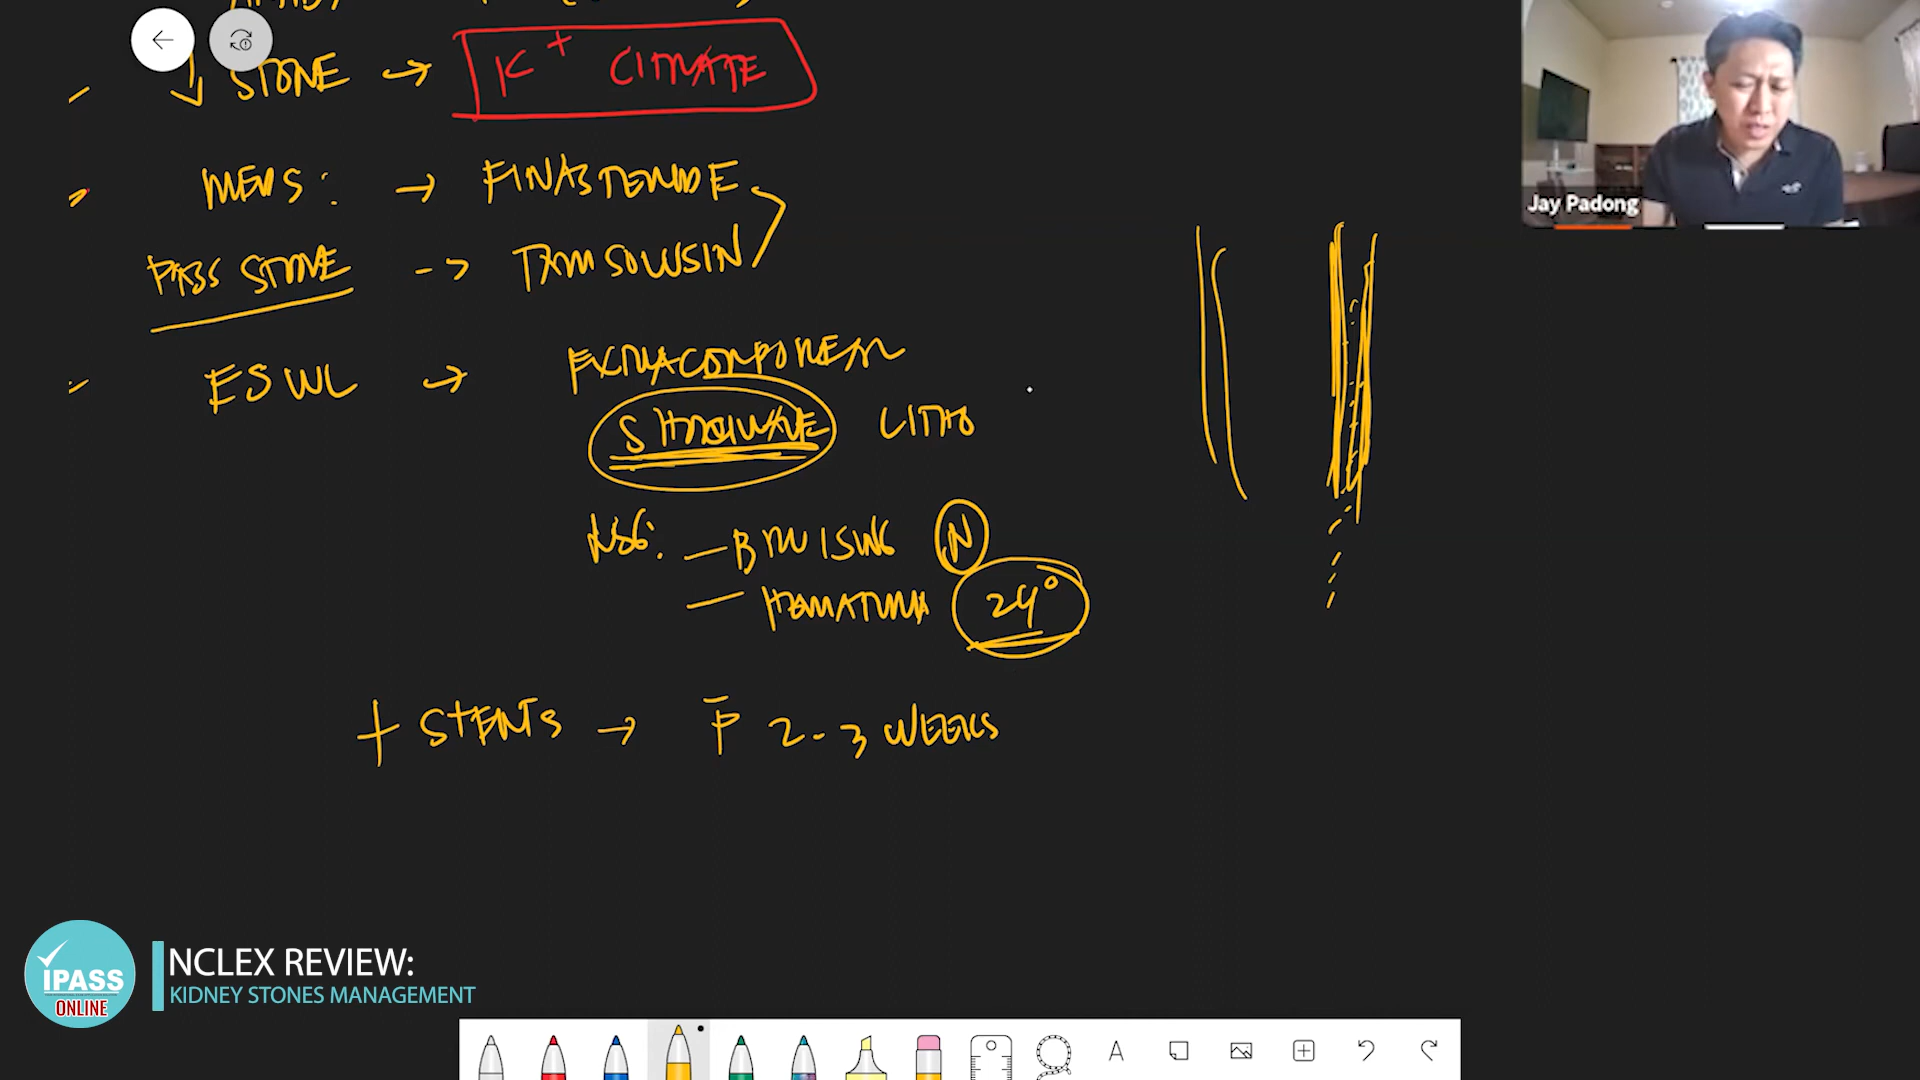 ↓ STONE → K+ CITRATE
MEDS: → FINASTERIDE
PASS STONE → TAMSOLUSIN
ESWL → EXTRACORPOREAL
SHOCKWAVE LITHO
NSG: - BRUISING N
- HEMATURIA 24°
+ STENTS → P̄ 2-3 WEEKS
Jay Padong
iPASS
ONLINE
NCLEX REVIEW:
KIDNEY STONES MANAGEMENT
A